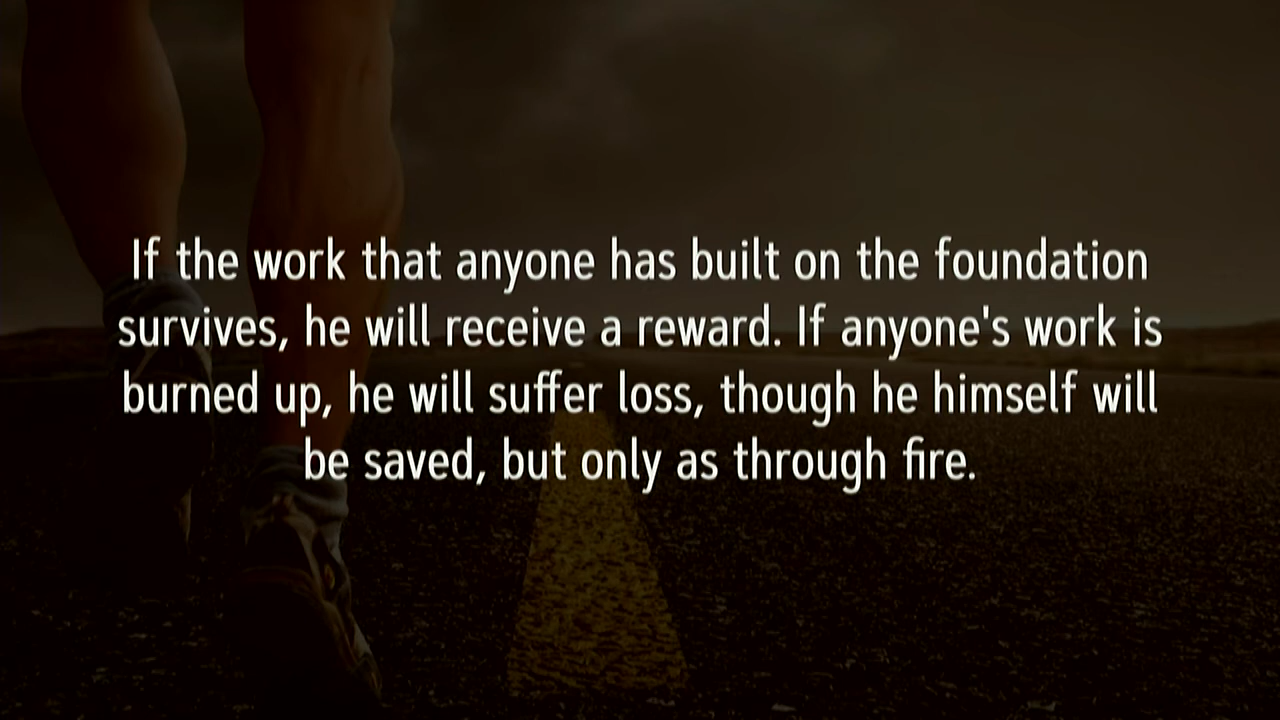 If the work that anyone has built on the foundation
survives, he will receive a reward. If anyone's work is
burned up, he will suffer loss, though he himself will
be saved, but only as through fire.